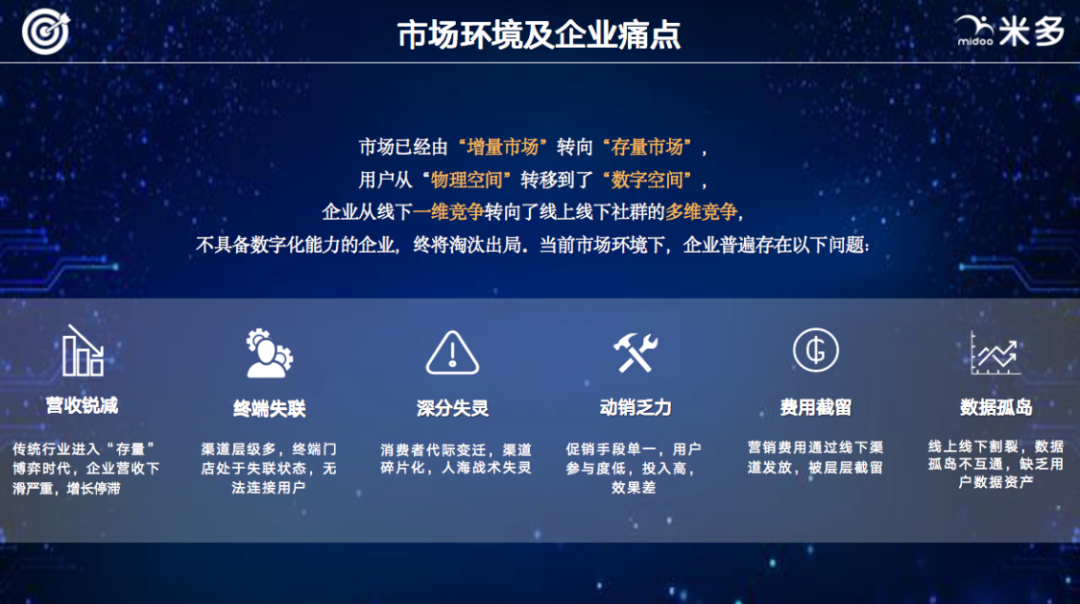 市场环境及企业痛点
midoo 米多
市场已经由“增量市场”转向“存量市场”,
用户从“物理空间”转移到了“数字空间”,
企业从线下一维竞争转向了线上线下社群的多维竞争,
不具备数字化能力的企业, 终将淘汰出局。当前市场环境下, 企业普遍存在以下问题:
营收锐减
传统行业进入“存量”
博弈时代,企业营收下
滑严重,增长停滞
终端失联
渠道层级多,终端门
店处于失联状态,无
法连接用户
深分失灵
消费者代际变迁,渠道
碎片化,人海战术失灵
动销乏力
促销手段单一,用户
参与度低,投入高,
效果差
费用截留
营销费用通过线下渠
道发放,被层层截留
数据孤岛
线上线下割裂,数据
孤岛不互通,缺乏用
户数据资产